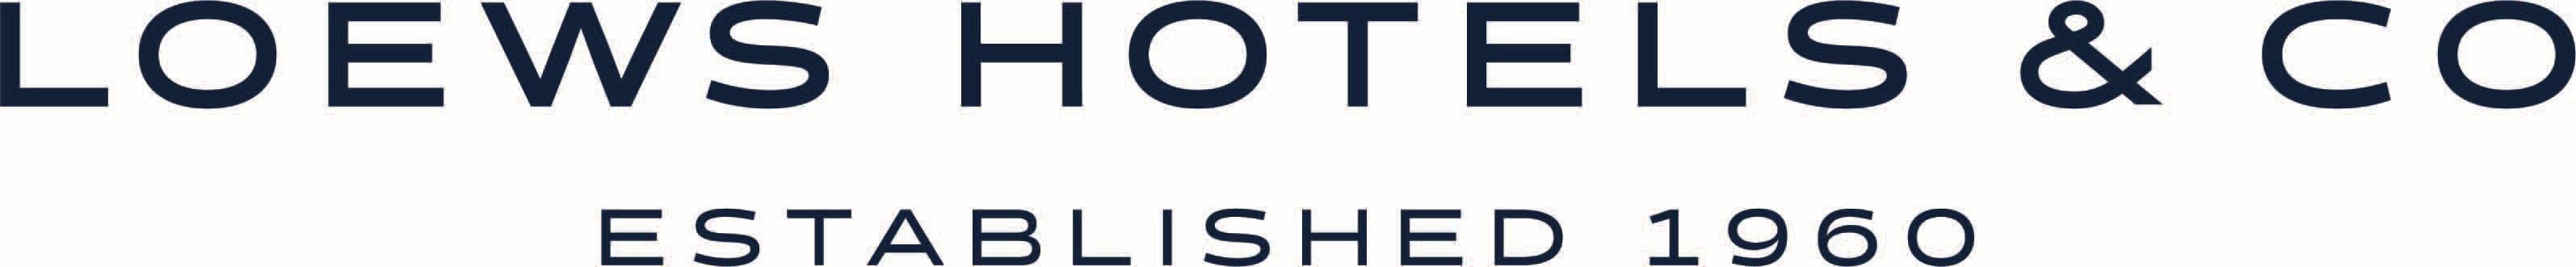 LOEWS HOTELS & CO
ESTABLISHED 1960